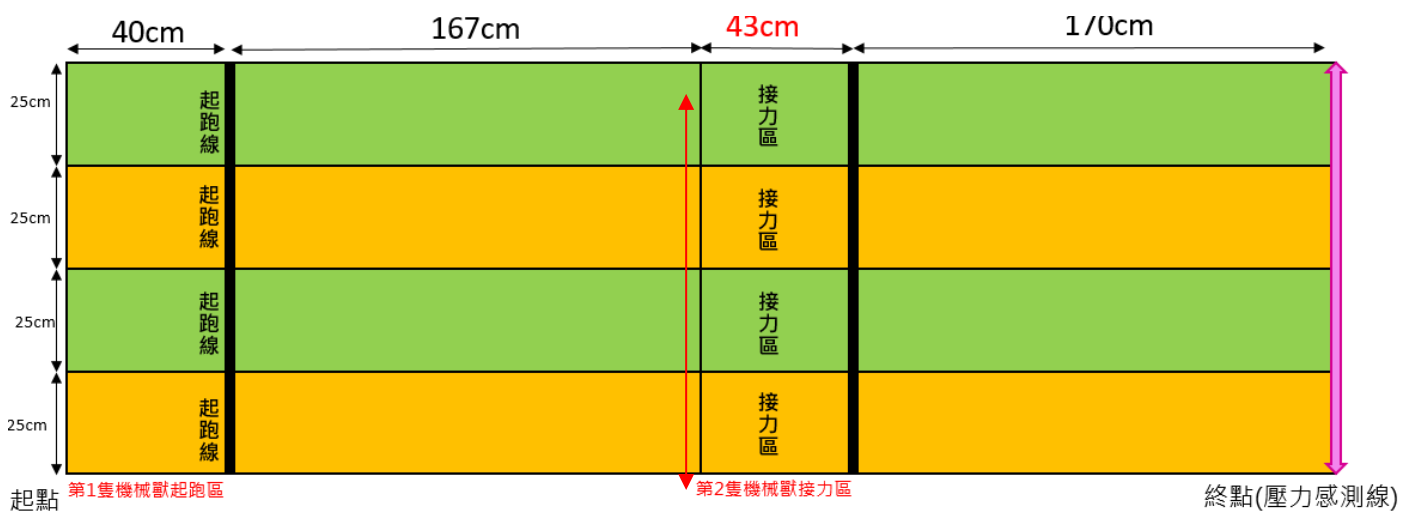 40cm
167cm
43cm
170cm
25cm
起跑線
接力區
25cm
起跑線
接力區
25cm
起跑線
接力區
25cm
起跑線
接力區
起點
第1隻機械獸起跑區
第2隻機械獸接力區
終點(壓力感測線)